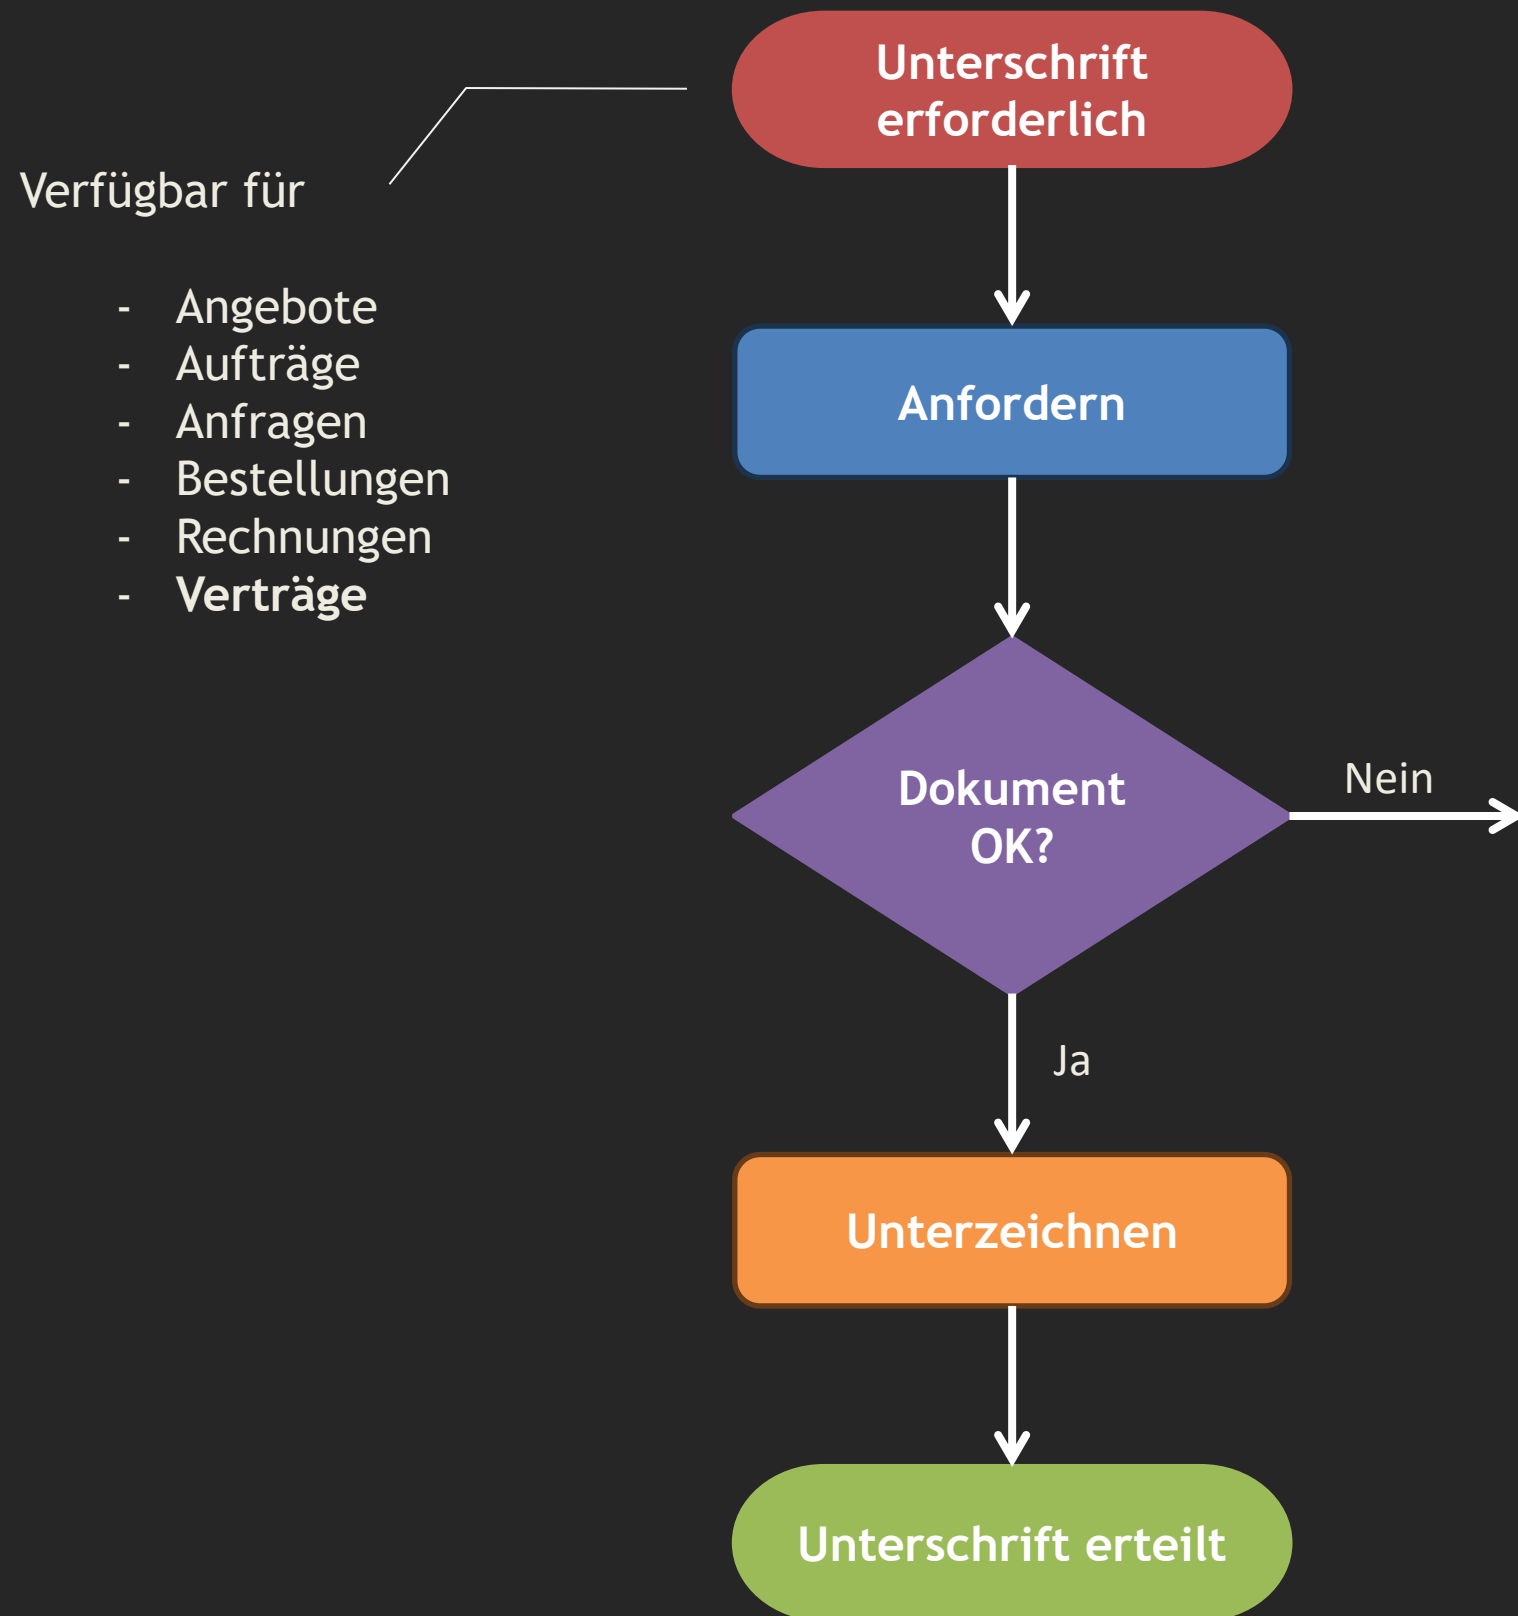 Unterschrift
erforderlich
Verfügbar für
- Angebote
- Aufträge
- Anfragen
- Bestellungen
- Rechnungen
- Verträge
Anfordern
Dokument
OK?
Nein
Ja
Unterzeichnen
Unterschrift erteilt